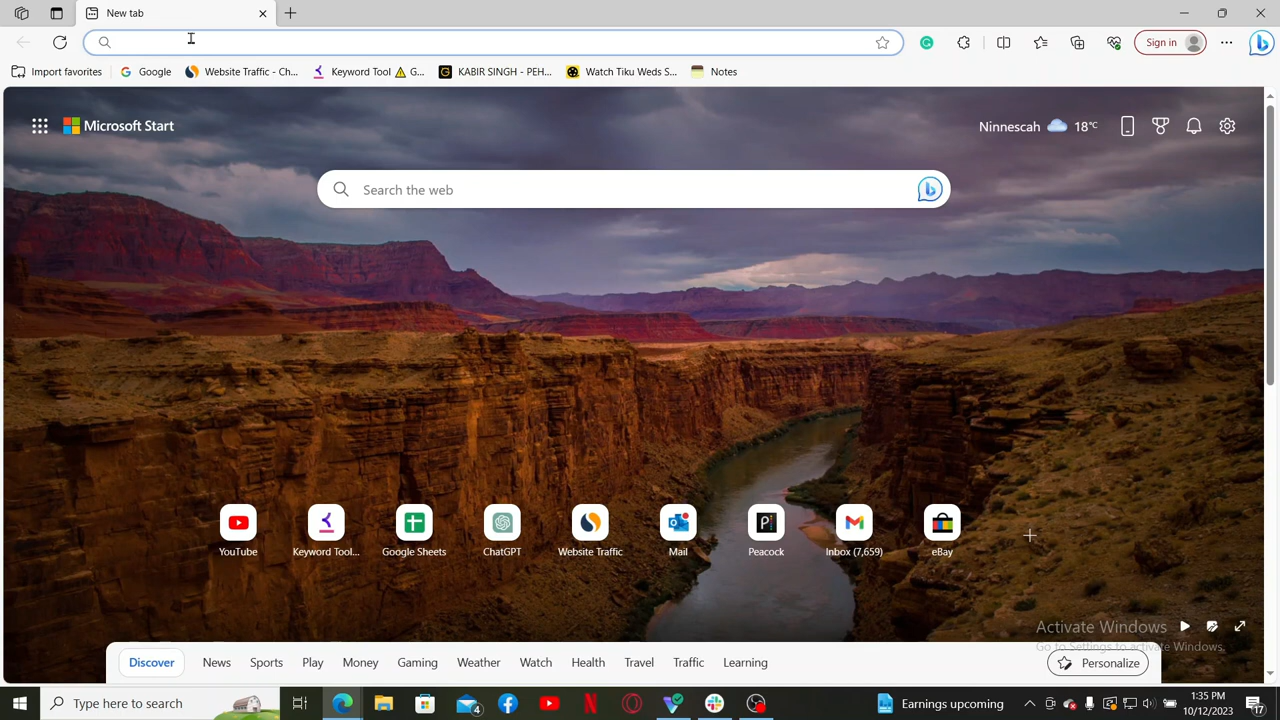 New tab
Sign in
Import favorites
Google
Website Traffic - Ch...
Keyword Tool ⚠ G...
KABIR SINGH - PEH...
Watch Tiku Weds S...
Notes
Microsoft Start
Ninnescah 18°C
Search the web
YouTube
Keyword Tool...
Google Sheets
ChatGPT
Website Traffic
Mail
Peacock
Inbox (7,659)
eBay
Activate Windows
Go to Settings to activate Windows.
Discover
News
Sports
Play
Money
Gaming
Weather
Watch
Health
Travel
Traffic
Learning
Personalize
Type here to search
4
Earnings upcoming
1:35 PM
10/12/2023
17